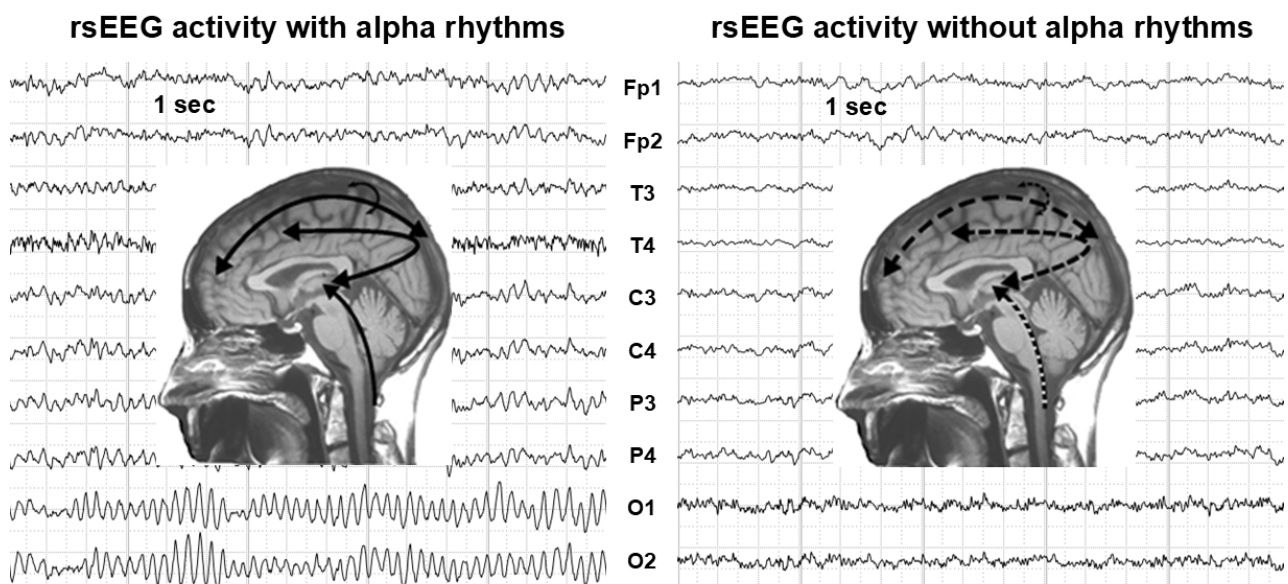 rsEEG activity with alpha rhythms
rsEEG activity without alpha rhythms
1 sec
1 sec
Fp1
Fp2
T3
T4
C3
C4
P3
P4
O1
O2